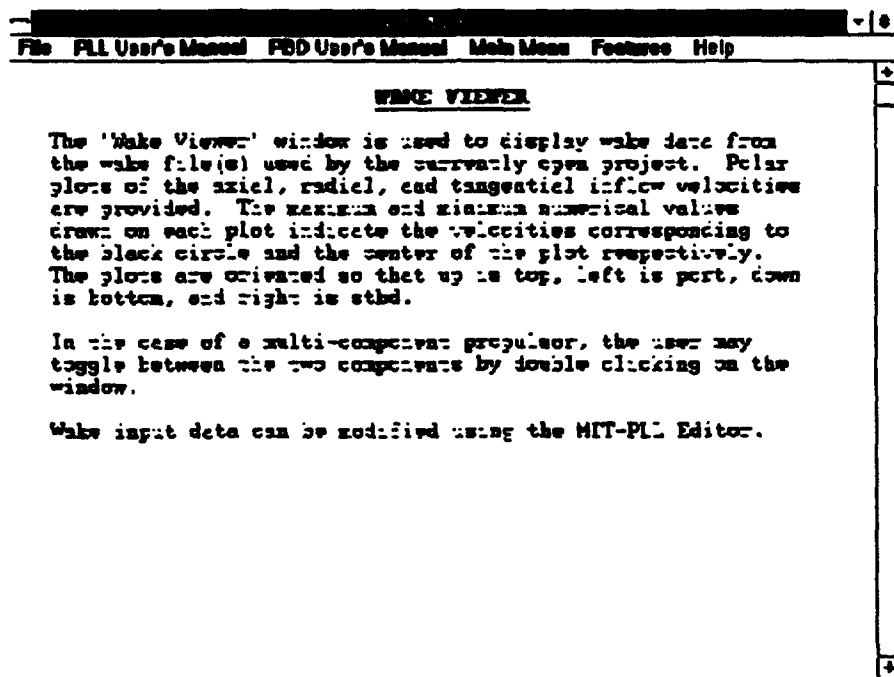 File PLL User's Manual PBD User's Manual Main Menu Features Help
WAKE VIEWER
The 'Wake Viewer' window is used to display wake data from
the wake file(s) used by the currently open project. Polar
plots of the axial, radial, and tangential inflow velocities
are provided. The maximum and minimum numerical values
drawn on each plot indicate the velocities corresponding to
the black circle and the center of the plot respectively.
The plots are oriented so that up is top, left is port, down
is bottom, and right is stbd.
In the case of a multi-component propulsor, the user may
toggle between the two components by double clicking on the
window.
Wake input data can be modified using the MIT-PLL Editor.